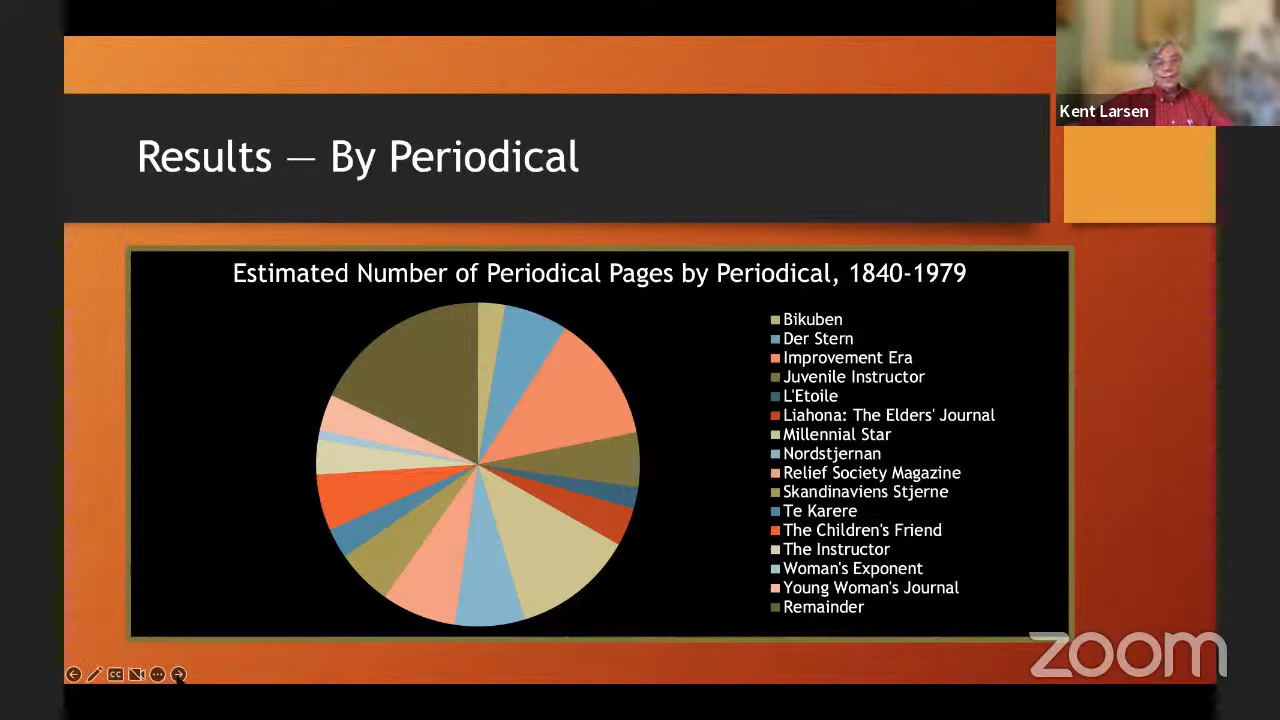 Kent Larsen
Results — By Periodical
Estimated Number of Periodical Pages by Periodical, 1840-1979
Bikuben
Der Stern
Improvement Era
Juvenile Instructor
L'Etoile
Liahona: The Elders' Journal
Millennial Star
Nordstjernan
Relief Society Magazine
Skandinaviens Stjerne
Te Karere
The Children's Friend
The Instructor
Woman's Exponent
Young Woman's Journal
Remainder
CC
zoom